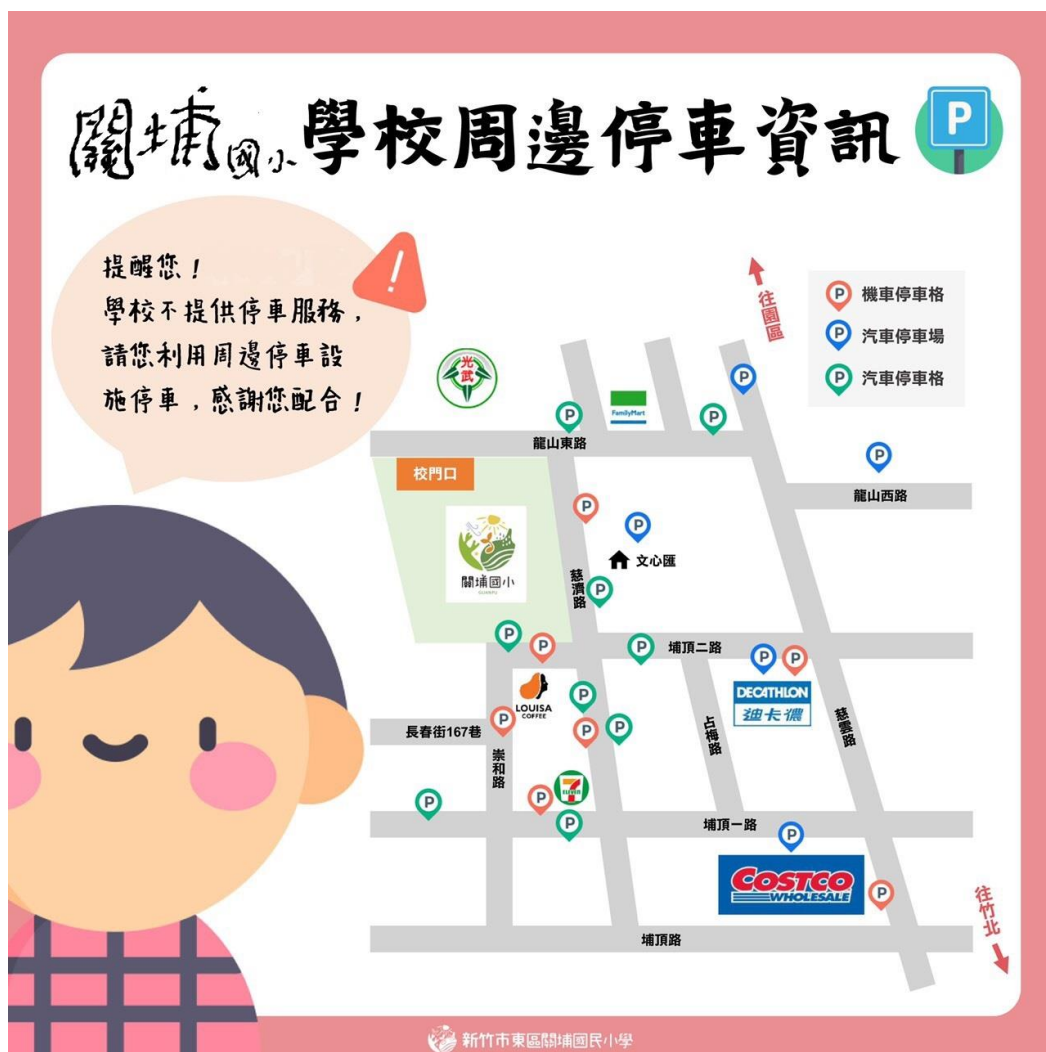 關埔國小學校周邊停車資訊
P
提醒您!
學校不提供停車服務,
請您利用周邊停車設
施停車,感謝您配合!
!
往園區
P 機車停車格
P 汽車停車場
P 汽車停車格
光武
FamilyMart
P
P
P
龍山東路
P
龍山西路
校門口
P
P
文心匯
關埔國小
慈濟路
P
P
P
P
埔頂二路
P
P
DECATHLON
迪卡儂
LOUISA
COFFEE
P
P
P
P
長春街167巷
崇和路
占梅路
慈雲路
P
P
7
ELEVEN
P
埔頂一路
P
COSTCO
WHOLESALE
P
往竹北
埔頂路
新竹市東區關埔國民小學